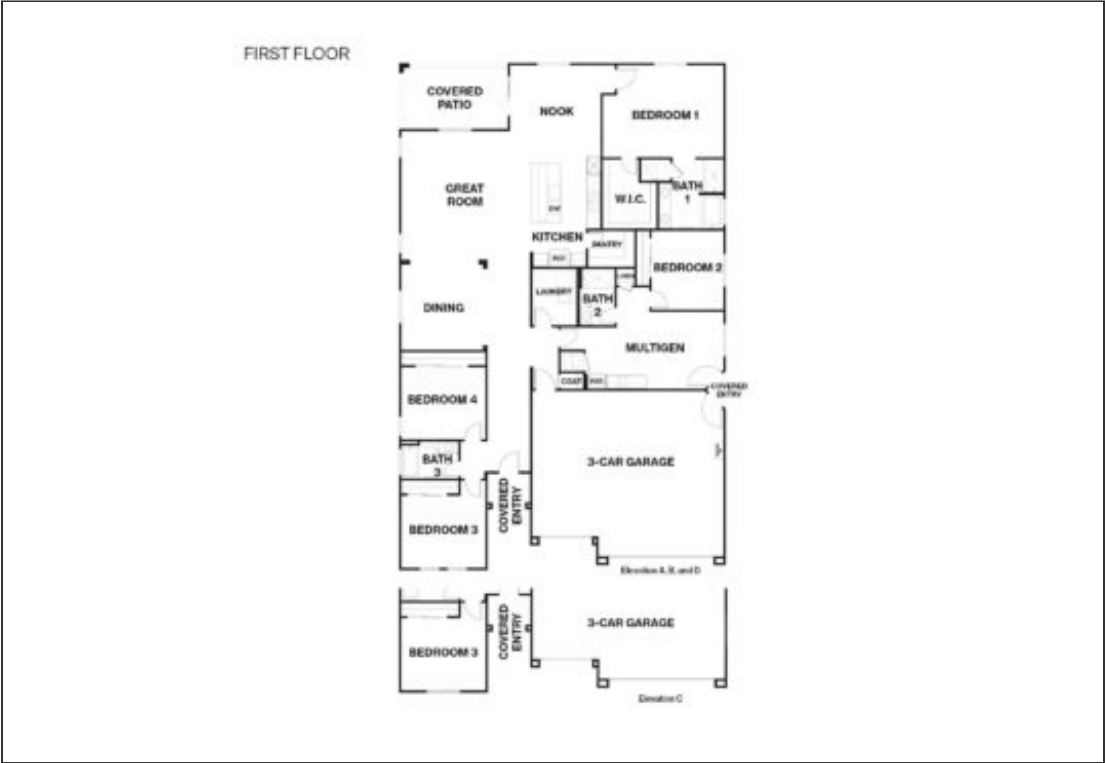 FIRST FLOOR
COVERED
PATIO
NOOK
BEDROOM 1
GREAT
ROOM
W.I.C.
BATH
1
KITCHEN
PANTRY
BEDROOM 2
LAUNDRY
BATH
2
DINING
MULTIGEN
COAT
COVERED
ENTRY
BEDROOM 4
BATH
3
3-CAR GARAGE
COVERED
ENTRY
BEDROOM 3
Elevation A, B, and D
3-CAR GARAGE
COVERED
ENTRY
BEDROOM 3
Elevation C